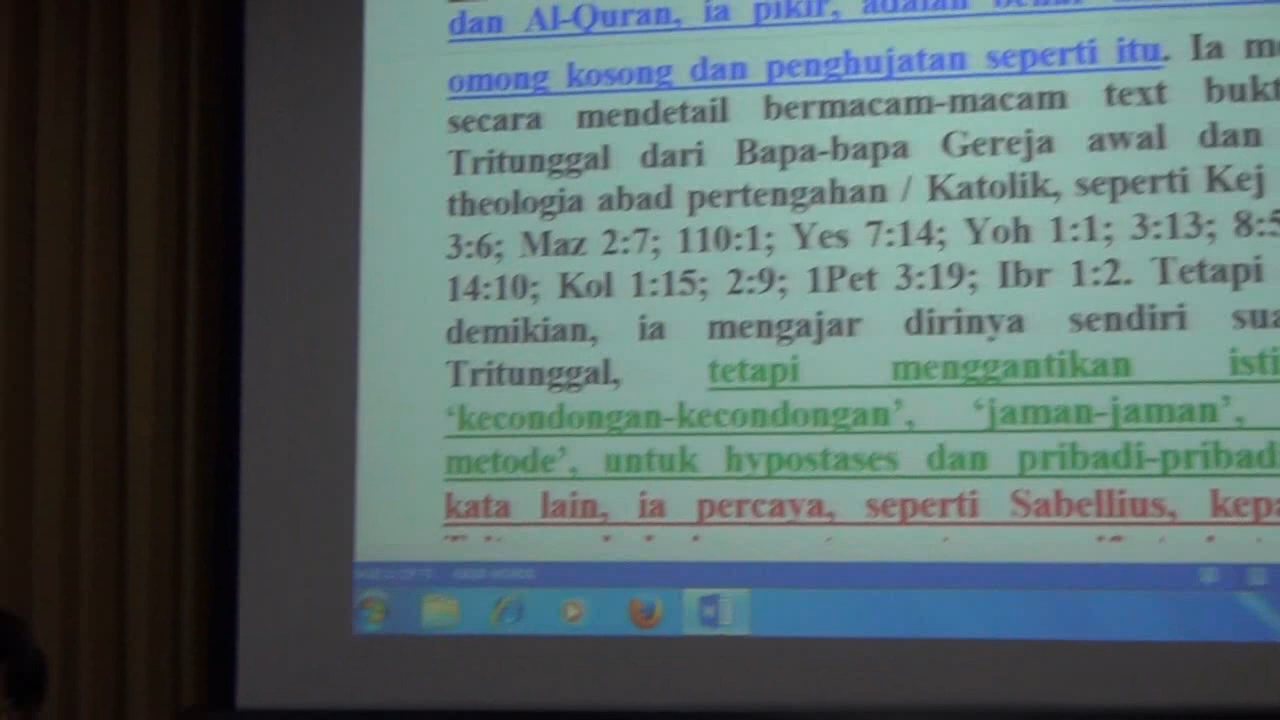 dan Al-Quran, ia pikir, adalah
omong kosong dan penghujatan seperti itu. Ia
secara mendetail bermacam-macam text
Tritunggal dari Bapa-bapa Gereja awal dan
theologia abad pertengahan / Katolik, seperti Kej
3:6; Maz 2:7; 110:1; Yes 7:14; Yoh 1:1; 3:13;
14:10; Kol 1:15; 2:9; 1Pet 3:19; Ibr 1:2. Tetapi
demikian, ia mengajar dirinya sendiri
Tritunggal, tetapi menggantikan
‘kecondongan-kecondongan’, ‘jaman-jaman’,
metode’, untuk hypostases dan
kata lain, ia percaya, seperti Sabellius,